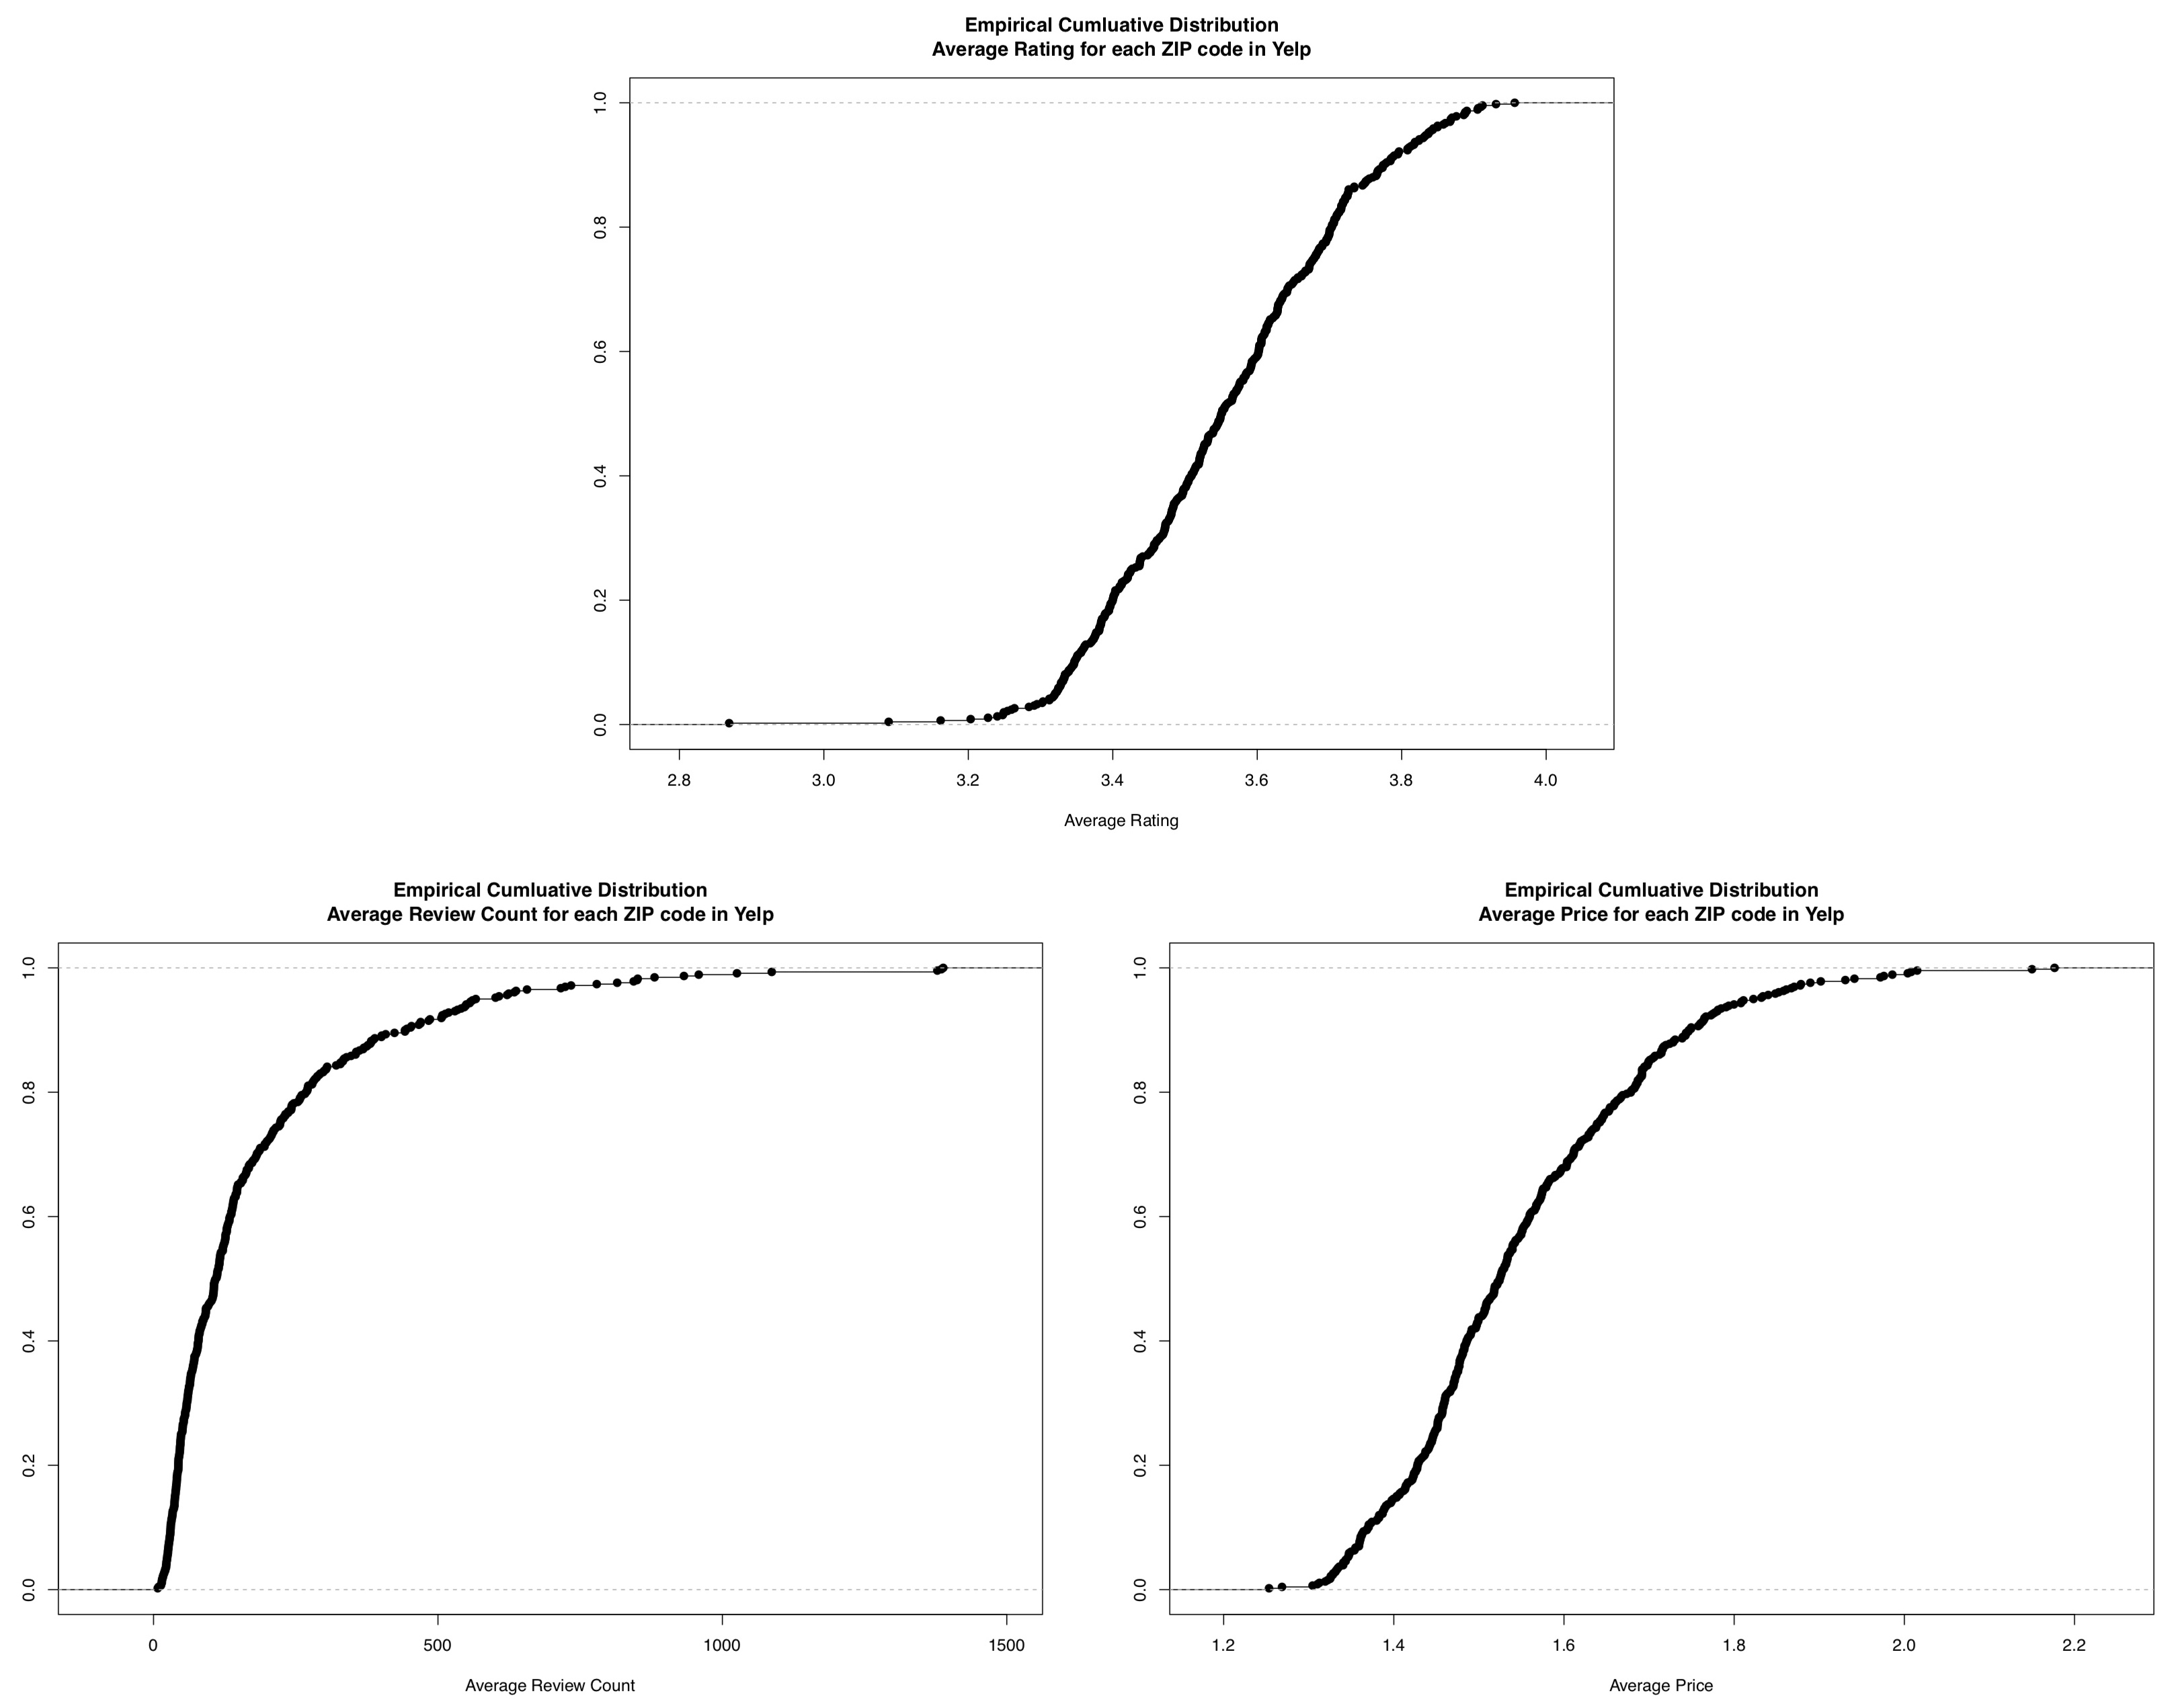 Empirical Cumluative Distribution
Average Rating for each ZIP code in Yelp
1.0
0.8
0.6
0.4
0.2
0.0
2.8 3.0 3.2 3.4 3.6 3.8 4.0
Average Rating
Empirical Cumluative Distribution
Average Review Count for each ZIP code in Yelp
1.0
0.8
0.6
0.4
0.2
0.0
0 500 1000 1500
Average Review Count
Empirical Cumluative Distribution
Average Price for each ZIP code in Yelp
1.0
0.8
0.6
0.4
0.2
0.0
1.2 1.4 1.6 1.8 2.0 2.2
Average Price